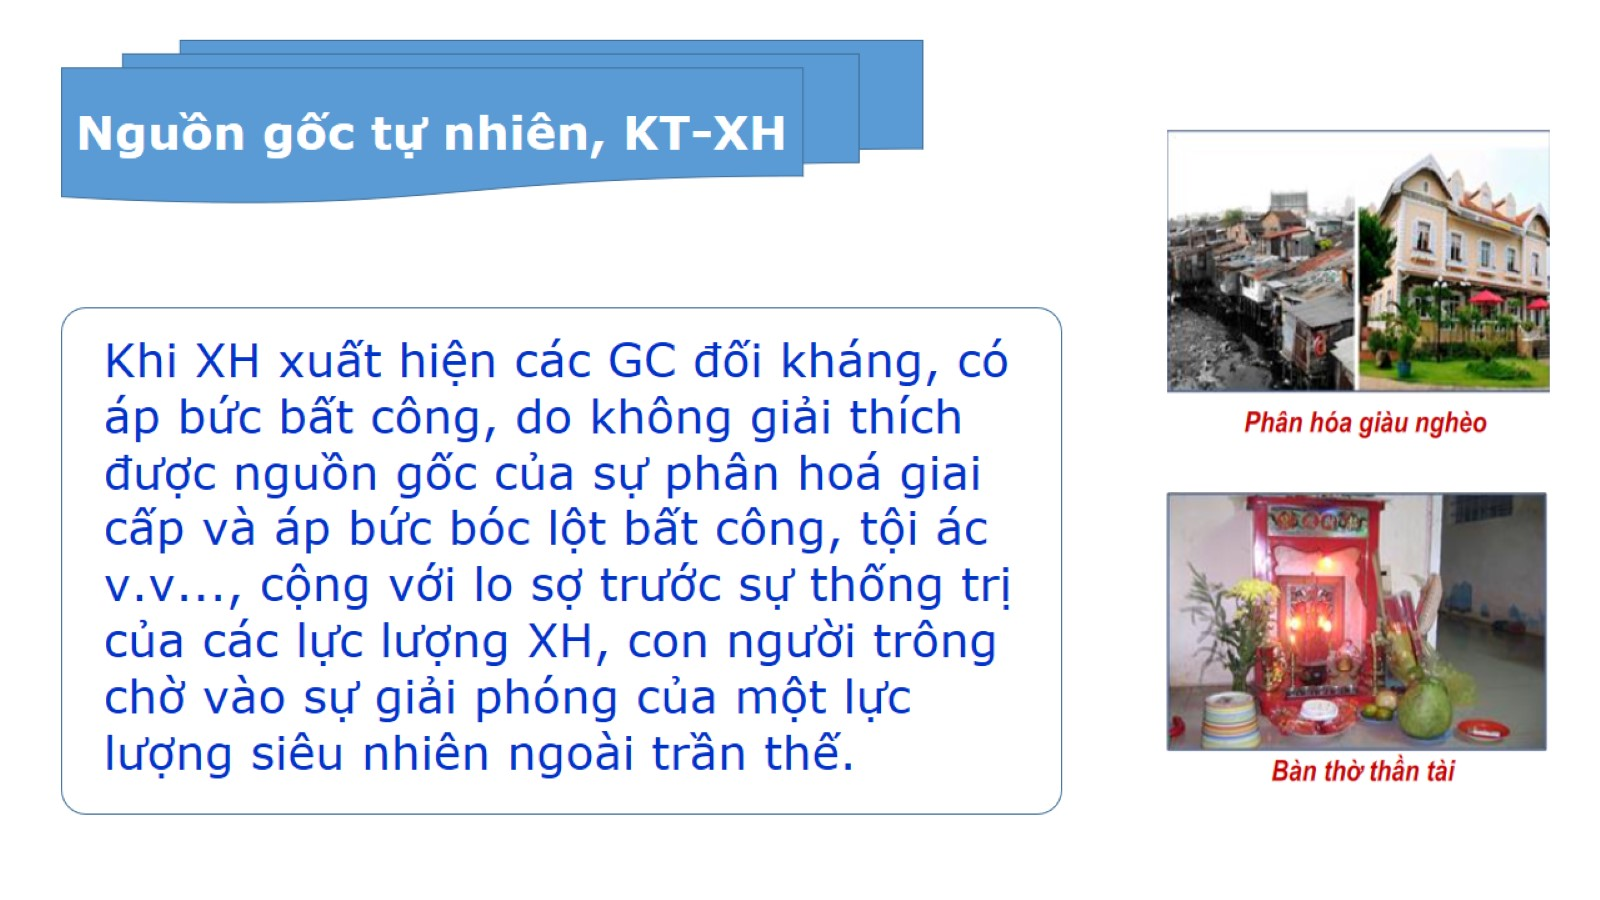 Nguồn gốc tự nhiên, KT-XH
Khi XH xuất hiện các GC đối kháng, có
áp bức bất công, do không giải thích
được nguồn gốc của sự phân hoá giai
cấp và áp bức bóc lột bất công, tội ác
v.v..., cộng với lo sợ trước sự thống trị
của các lực lượng XH, con người trông
chờ vào sự giải phóng của một lực
lượng siêu nhiên ngoài trần thế.
Phân hóa giàu nghèo
Bàn thờ thần tài